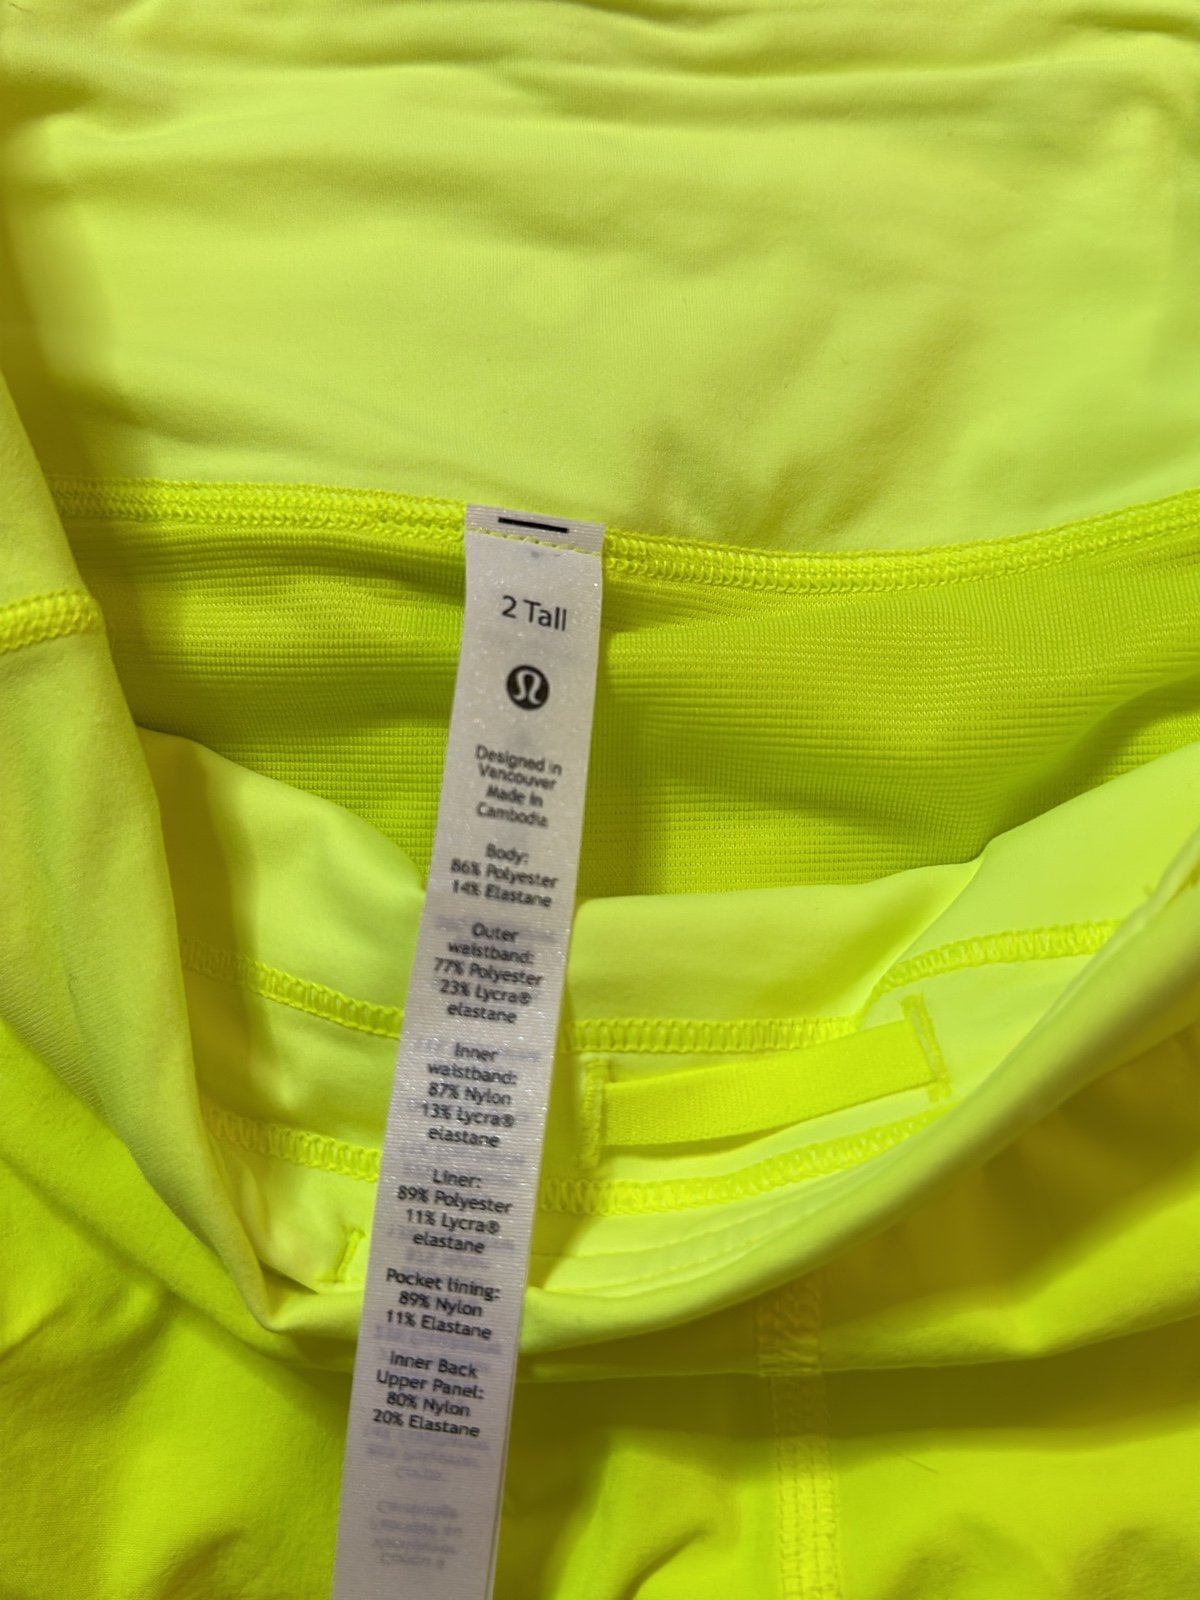 2 Tall
Designed in
Vancouver
Made in
Cambodia
Body:
86% Polyester
14% Elastane
Outer
waistband:
77% Polyester
23% Lycra®
elastane
Inner
waistband:
87% Nylon
13% Lycra®
elastane
Liner:
89% Polyester
11% Lycra®
elastane
Pocket lining:
89% Nylon
11% Elastane
Inner Back
Upper Panel:
80% Nylon
20% Elastane